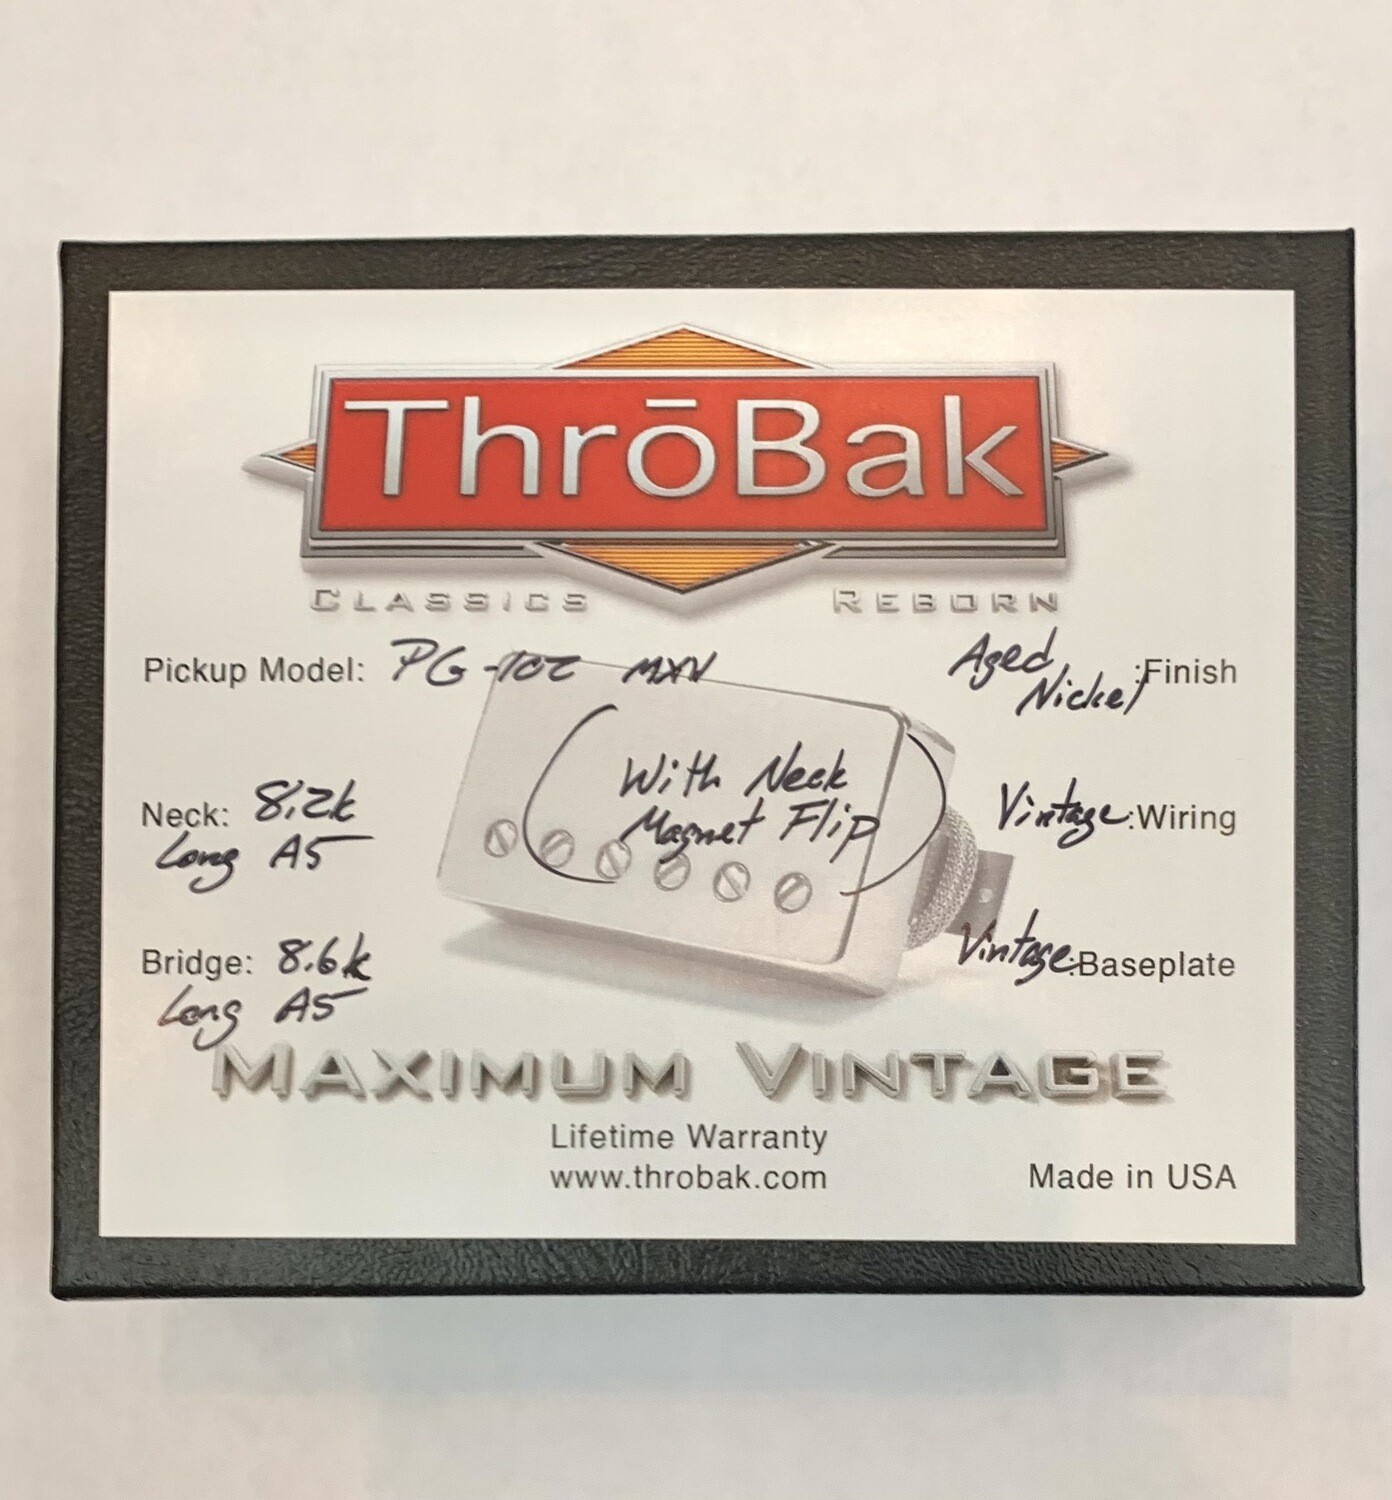 ThrōBak
CLASSICS REBORN
Pickup Model: PG-102 MXV
Aged Nickel :Finish
(With Neck
Magnet Flip)
Neck: 8.2k
Long A5
Vintage :Wiring
Bridge: 8.6k
Long A5
Vintage :Baseplate
MAXIMUM VINTAGE
Lifetime Warranty
www.throbak.com
Made in USA